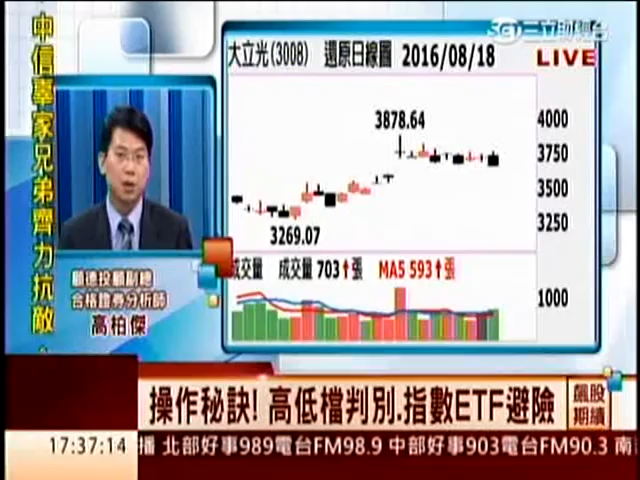 三立財經台
大立光(3008) 還原日線圖 2016/08/18
LIVE
中信辜家兄弟齊力抗敵
3878.64
4000
3750
3500
3250
3269.07
成交量 成交量 703↑張 MA5 593↑張
1000
顧德投顧副總
合格證券分析師
高柏傑
操作秘訣! 高低檔判別.指數ETF避險
飆股
期績
17:37:14 播 北部好事989電台FM98.9 中部好事903電台FM90.3 南